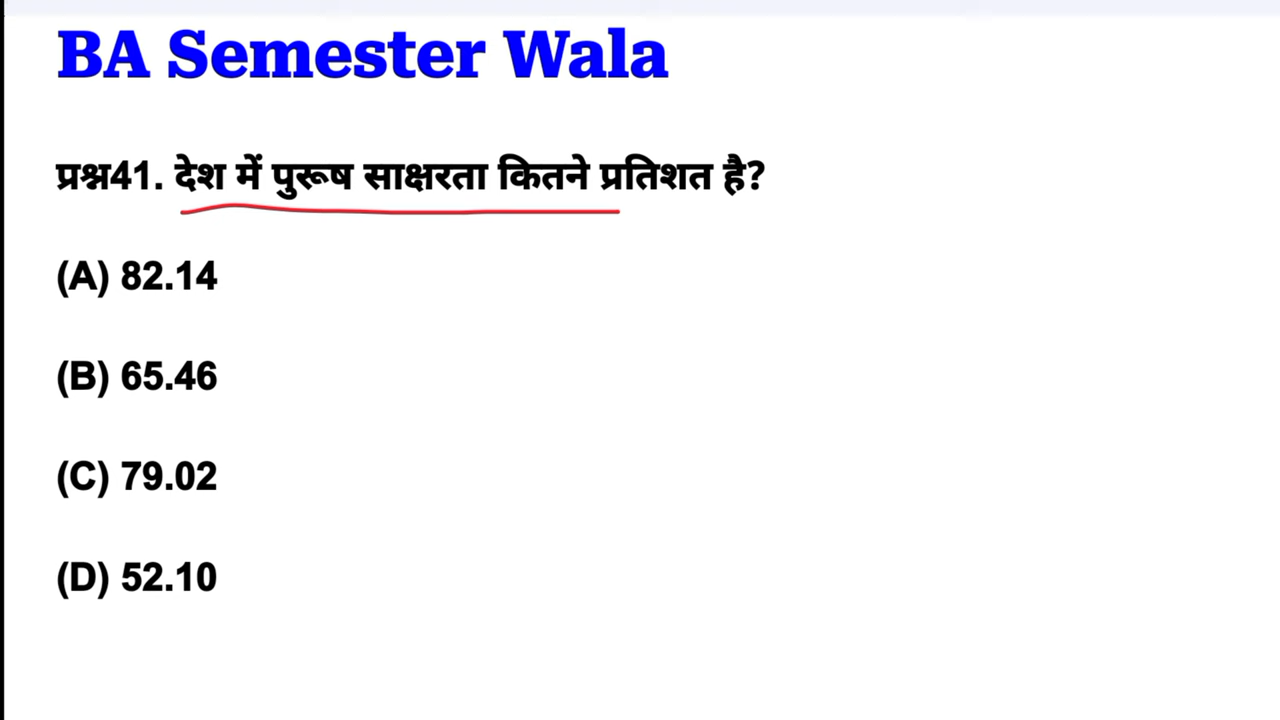 BA Semester Wala
प्रश्न41. देश में पुरूष साक्षरता कितने प्रतिशत है?
(A) 82.14
(B) 65.46
(C) 79.02
(D) 52.10